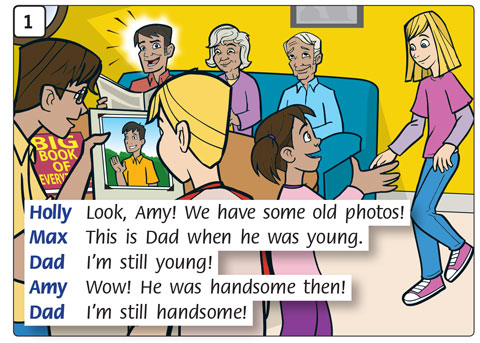 1
BIG
BOOK
OF
Holly Look, Amy! We have some old photos!
Max This is Dad when he was young.
Dad I'm still young!
Amy Wow! He was handsome then!
Dad I'm still handsome!